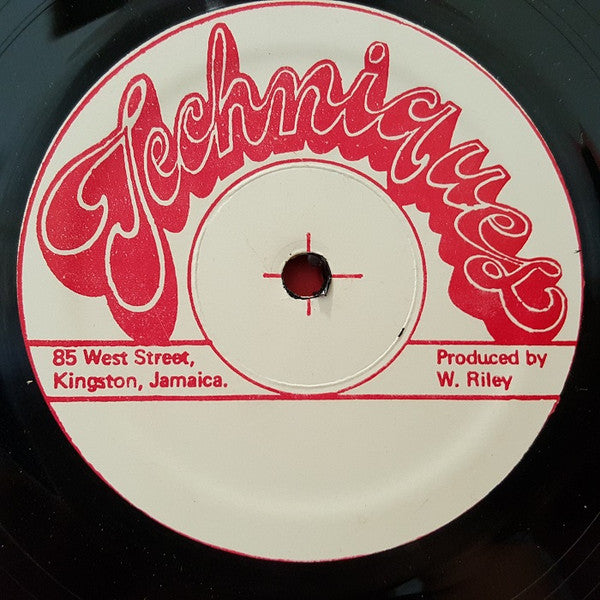 Techniques
85 West Street,
Kingston, Jamaica.
Produced by
W. Riley